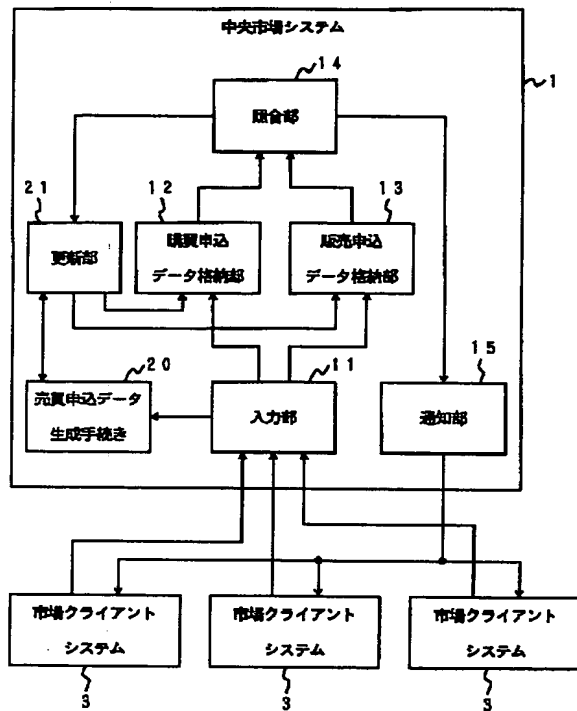 中央市場システム
14
1
照合部
21
12
13
更新部
購買申込
データ格納部
販売申込
データ格納部
20
11
15
売買申込データ
生成手続き
入力部
通知部
市場クライアント
システム
市場クライアント
システム
市場クライアント
システム
3
3
3